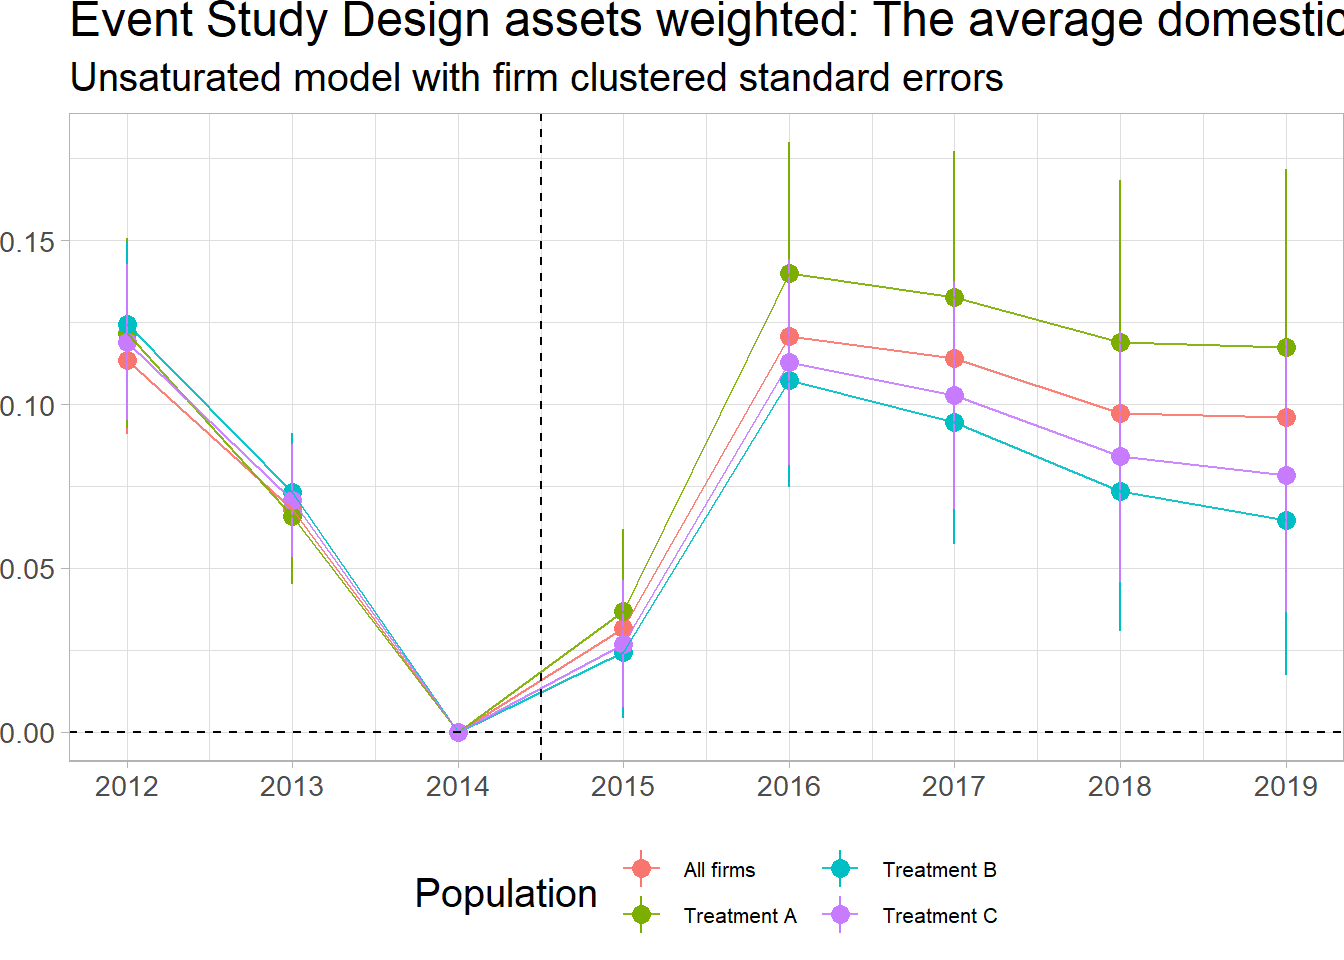 Event Study Design assets weighted: The average domestic
Unsaturated model with firm clustered standard errors
0.15
0.10
0.05
0.00
2012 2013 2014 2015 2016 2017 2018 2019
Population
All firms Treatment B
Treatment A Treatment C